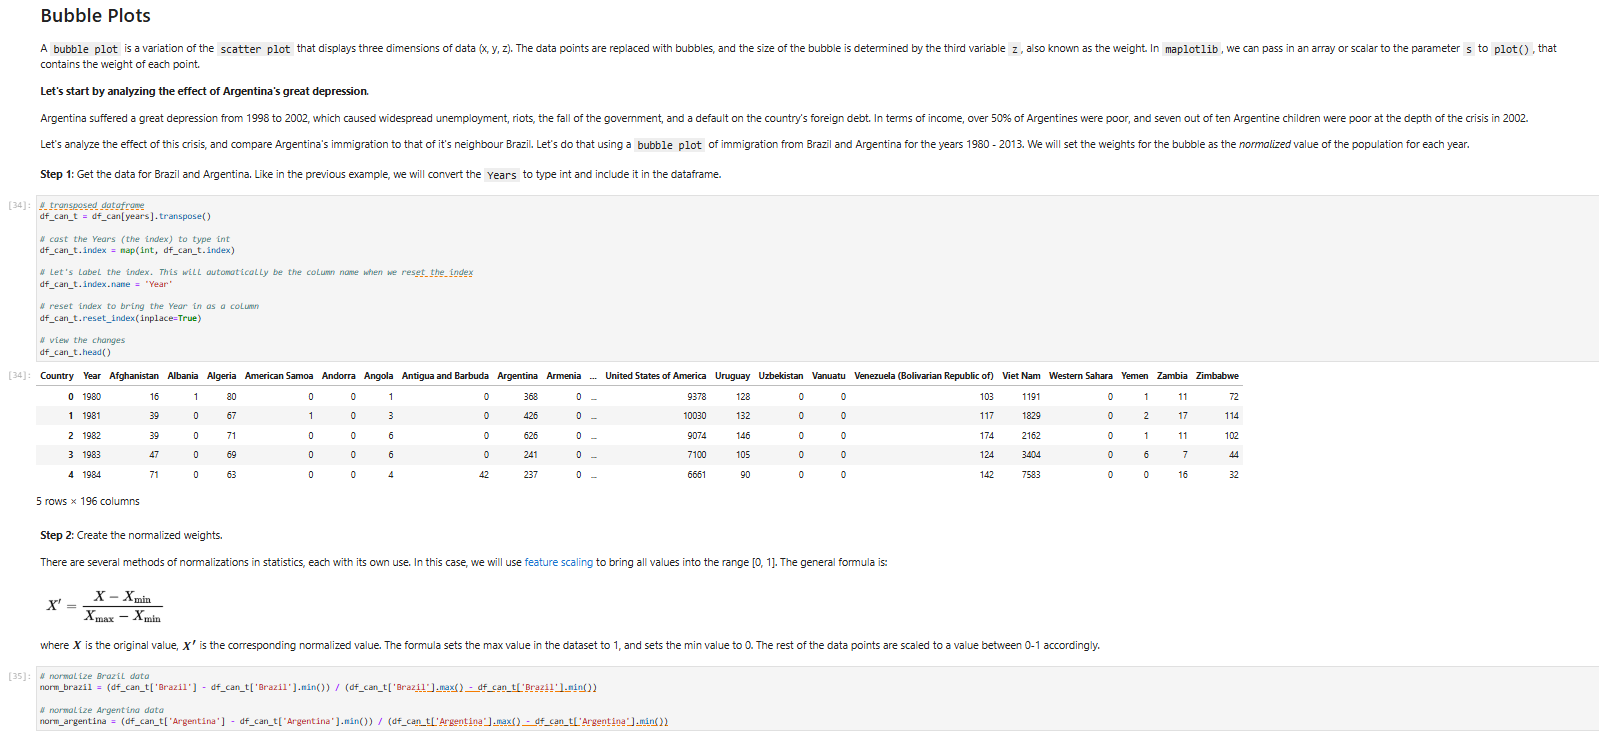 Bubble Plots
A bubble plot is a variation of the scatter plot that displays three dimensions of data (x, y, z). The data points are replaced with bubbles, and the size of the bubble is determined by the third variable z, also known as the weight. In maplotlib, we can pass in an array or scalar to the parameter s to plot(), that
contains the weight of each point.
Let's start by analyzing the effect of Argentina's great depression.
Argentina suffered a great depression from 1998 to 2002, which caused widespread unemployment, riots, the fall of the government, and a default on the country's foreign debt. In terms of income, over 50% of Argentines were poor, and seven out of ten Argentine children were poor at the depth of the crisis in 2002.
Let's analyze the effect of this crisis, and compare Argentina's immigration to that of it's neighbour Brazil. Let's do that using a bubble plot of immigration from Brazil and Argentina for the years 1980 - 2013. We will set the weights for the bubble as the normalized value of the population for each year.
Step 1: Get the data for Brazil and Argentina. Like in the previous example, we will convert the Years to type int and include it in the dataframe.
[34]: # transposed dataframe
df_can_t = df_can[years].transpose()
# cast the Years (the index) to type int
df_can_t.index = map(int, df_can_t.index)
# let's label the index. This will automatically be the column name when we reset the index
df_can_t.index.name = 'Year'
# reset index to bring the Year in as a column
df_can_t.reset_index(inplace=True)
# view the changes
df_can_t.head()
[34]: Country Year Afghanistan Albania Algeria American Samoa Andorra Angola Antigua and Barbuda Argentina Armenia ... United States of America Uruguay Uzbekistan Vanuatu Venezuela (Bolivarian Republic of) Viet Nam Western Sahara Yemen Zambia Zimbabwe
0 1980 16 1 80 0 0 1 0 368 0 ... 9378 128 0 0 103 1191 0 1 11 72
1 1981 39 0 67 1 0 3 0 426 0 ... 10030 132 0 0 117 1829 0 2 17 114
2 1982 39 0 71 0 0 6 0 626 0 ... 9074 146 0 0 174 2162 0 1 11 102
3 1983 47 0 69 0 0 6 0 241 0 ... 7100 105 0 0 124 3404 0 6 7 44
4 1984 71 0 63 0 0 4 42 237 0 ... 6661 90 0 0 142 7583 0 0 16 32
5 rows × 196 columns
Step 2: Create the normalized weights.
There are several methods of normalizations in statistics, each with its own use. In this case, we will use feature scaling to bring all values into the range [0, 1]. The general formula is:
X' = (X − Xmin) / (Xmax − Xmin)
where X is the original value, X' is the corresponding normalized value. The formula sets the max value in the dataset to 1, and sets the min value to 0. The rest of the data points are scaled to a value between 0-1 accordingly.
[35]: # normalize Brazil data
norm_brazil = (df_can_t['Brazil'] - df_can_t['Brazil'].min()) / (df_can_t['Brazil'].max() - df_can_t['Brazil'].min())
# normalize Argentina data
norm_argentina = (df_can_t['Argentina'] - df_can_t['Argentina'].min()) / (df_can_t['Argentina'].max() - df_can_t['Argentina'].min())